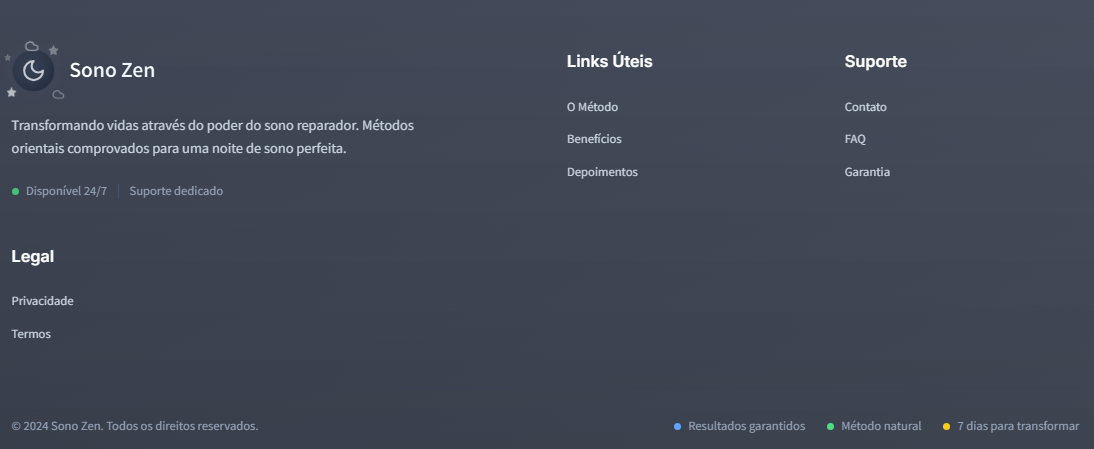 Sono Zen
Transformando vidas através do poder do sono reparador. Métodos
orientais comprovados para uma noite de sono perfeita.
Disponível 24/7
Suporte dedicado
Links Úteis
O Método
Benefícios
Depoimentos
Suporte
Contato
FAQ
Garantia
Legal
Privacidade
Termos
© 2024 Sono Zen. Todos os direitos reservados.
Resultados garantidos
Método natural
7 dias para transformar